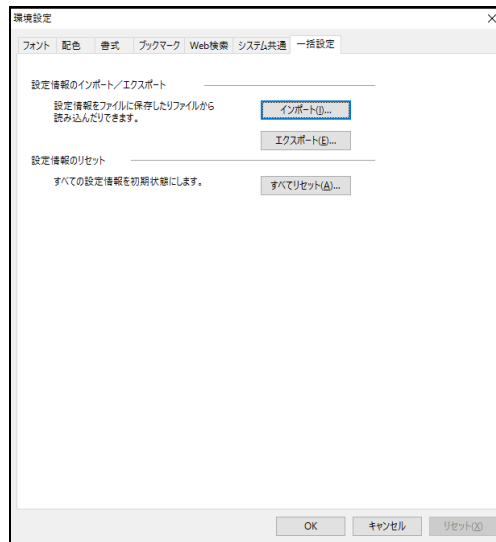 環境設定
フォント 配色 書式 ブックマーク Web検索 システム共通 一括設定
設定情報のインポート／エクスポート
設定情報をファイルに保存したりファイルから
読み込んだりできます。
インポート(I)...
エクスポート(E)...
設定情報のリセット
すべての設定情報を初期状態にします。
すべてリセット(A)...
OK キャンセル リセット(X)